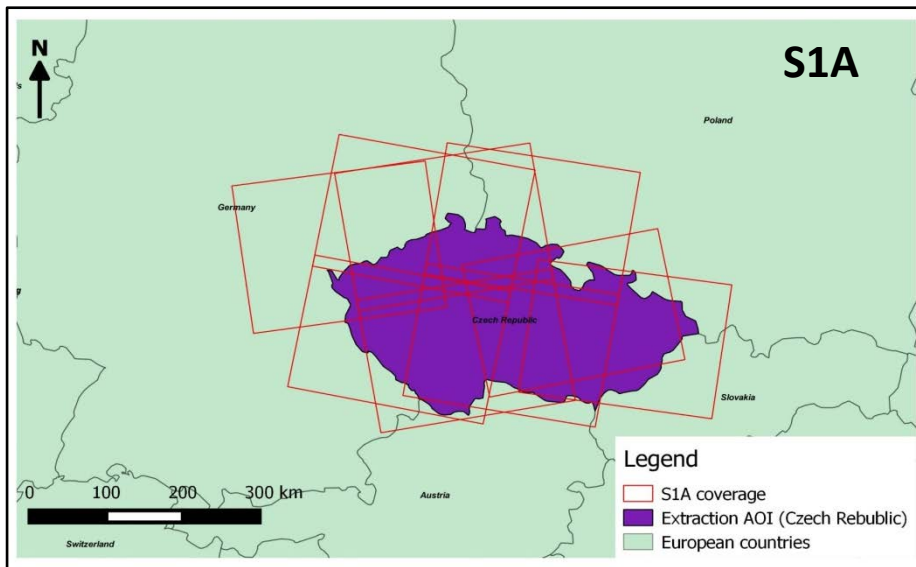 S1A
N
Poland
Germany
Czech Republic
Slovakia
Austria
Switzerland
0 100 200 300 km
Legend
S1A coverage
Extraction AOI (Czech Rebublic)
European countries